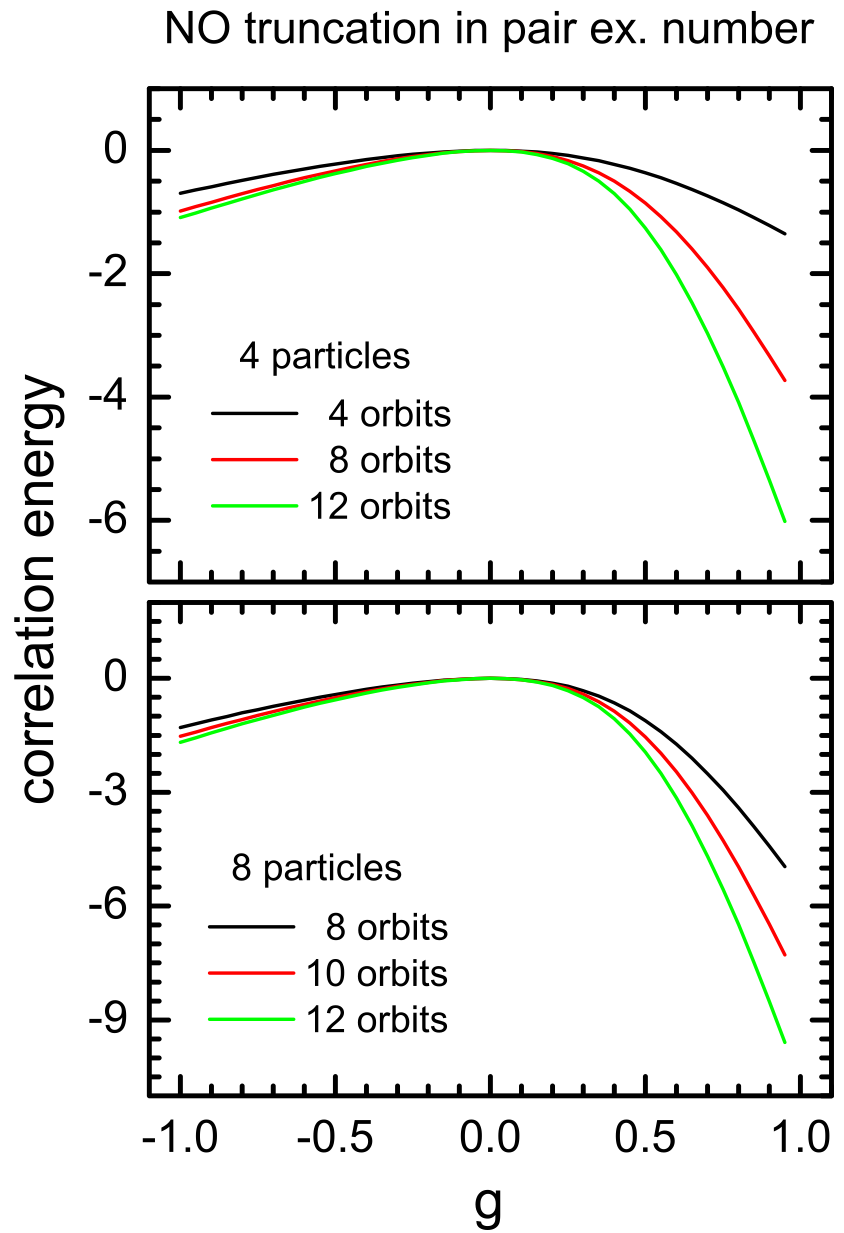 NO truncation in pair ex. number
correlation energy
0
-2
-4
-6
4 particles
4 orbits
8 orbits
12 orbits
0
-3
-6
-9
8 particles
8 orbits
10 orbits
12 orbits
-1.0 -0.5 0.0 0.5 1.0
g